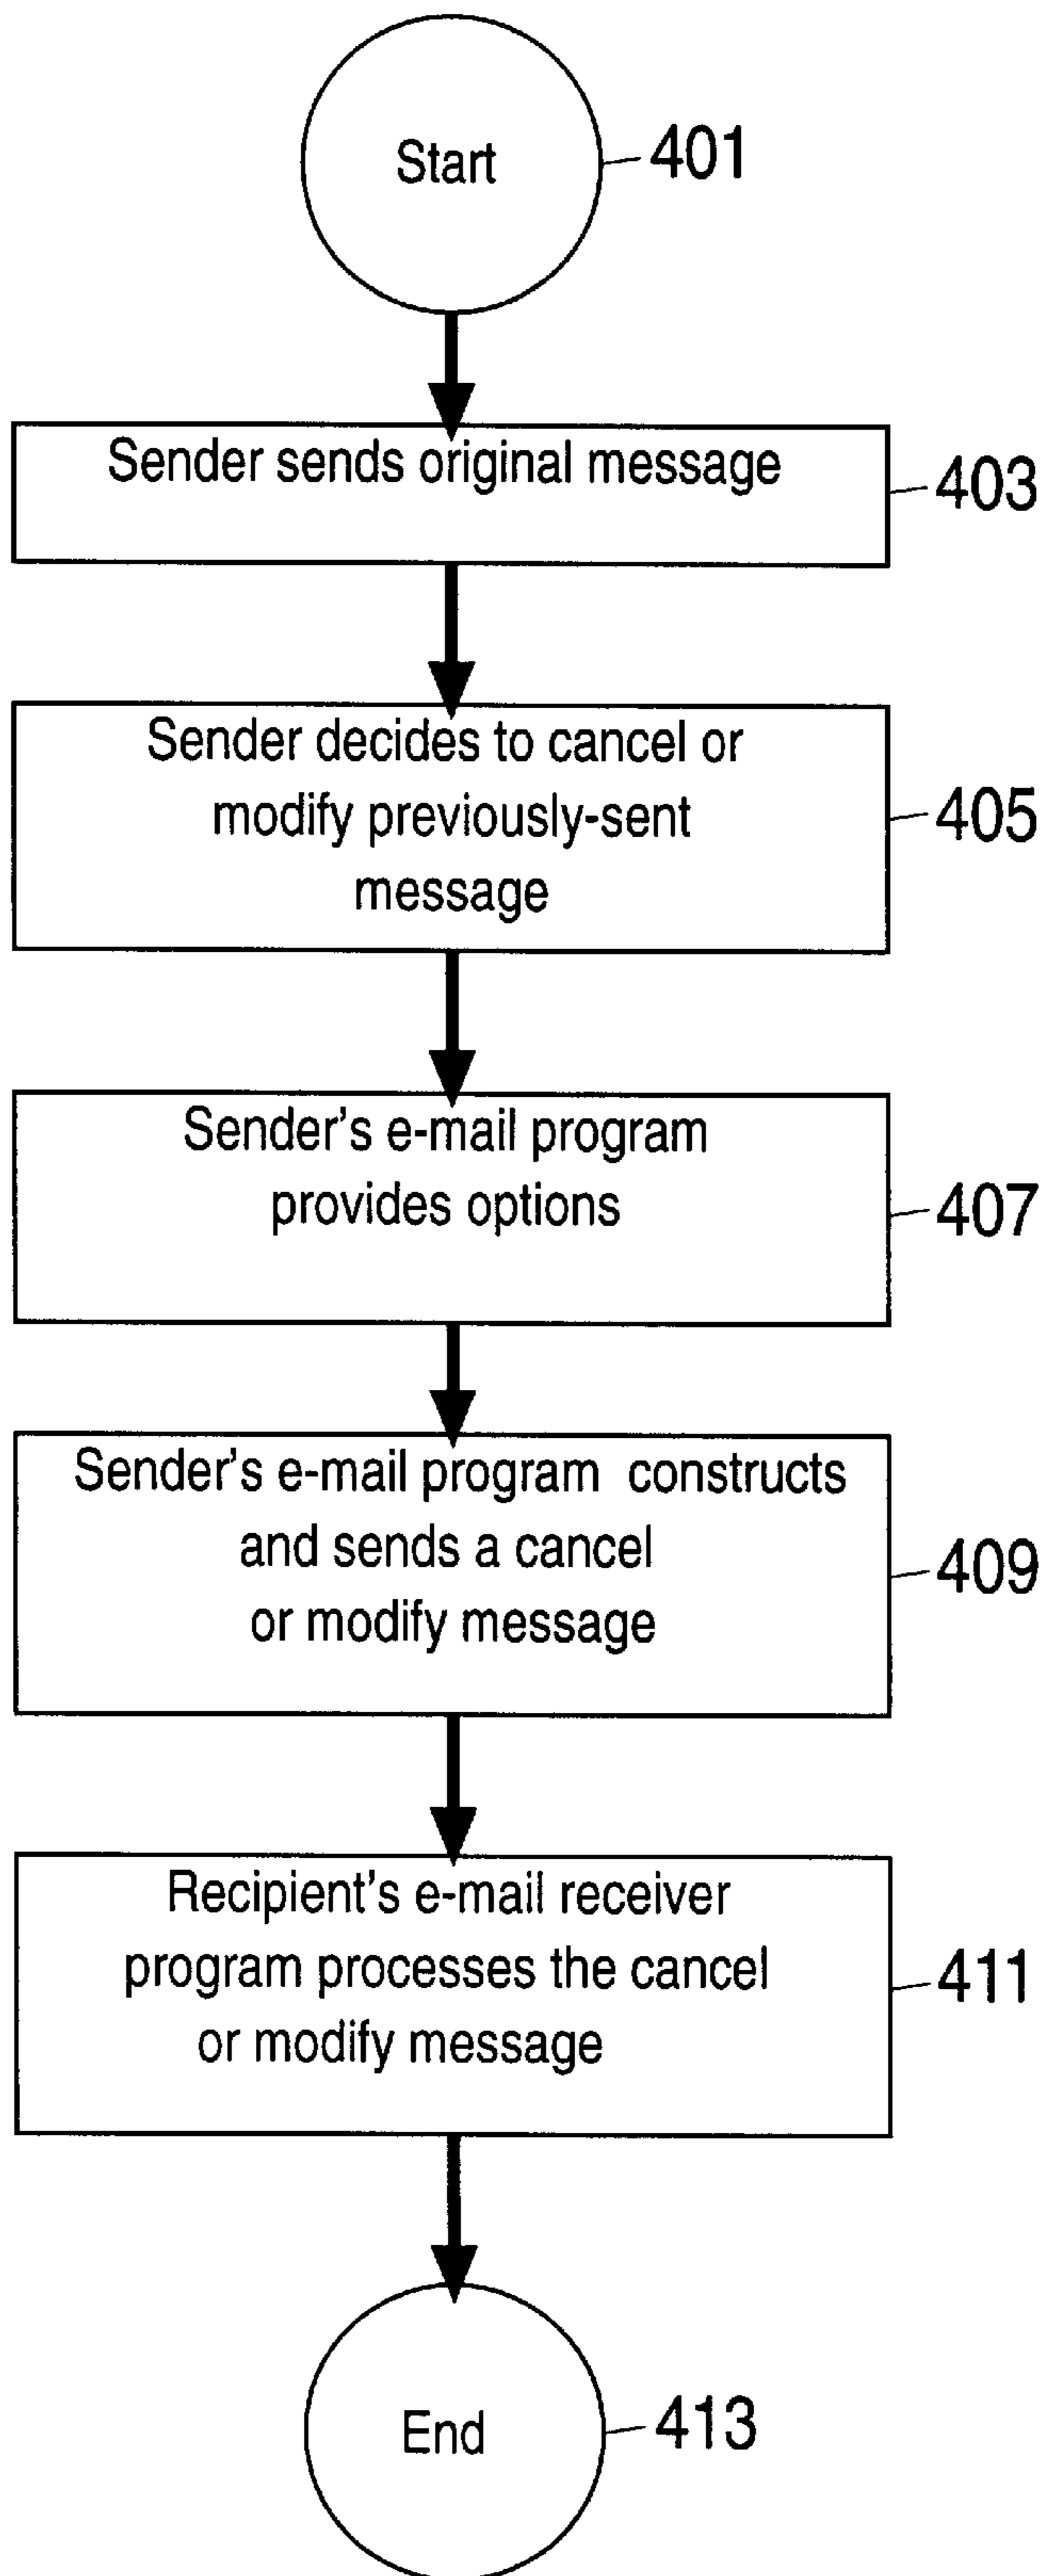 Start
401
Sender sends original message
403
Sender decides to cancel or
modify previously-sent
message
405
Sender's e-mail program
provides options
407
Sender's e-mail program constructs
and sends a cancel
or modify message
409
Recipient's e-mail receiver
program processes the cancel
or modify message
411
End
413